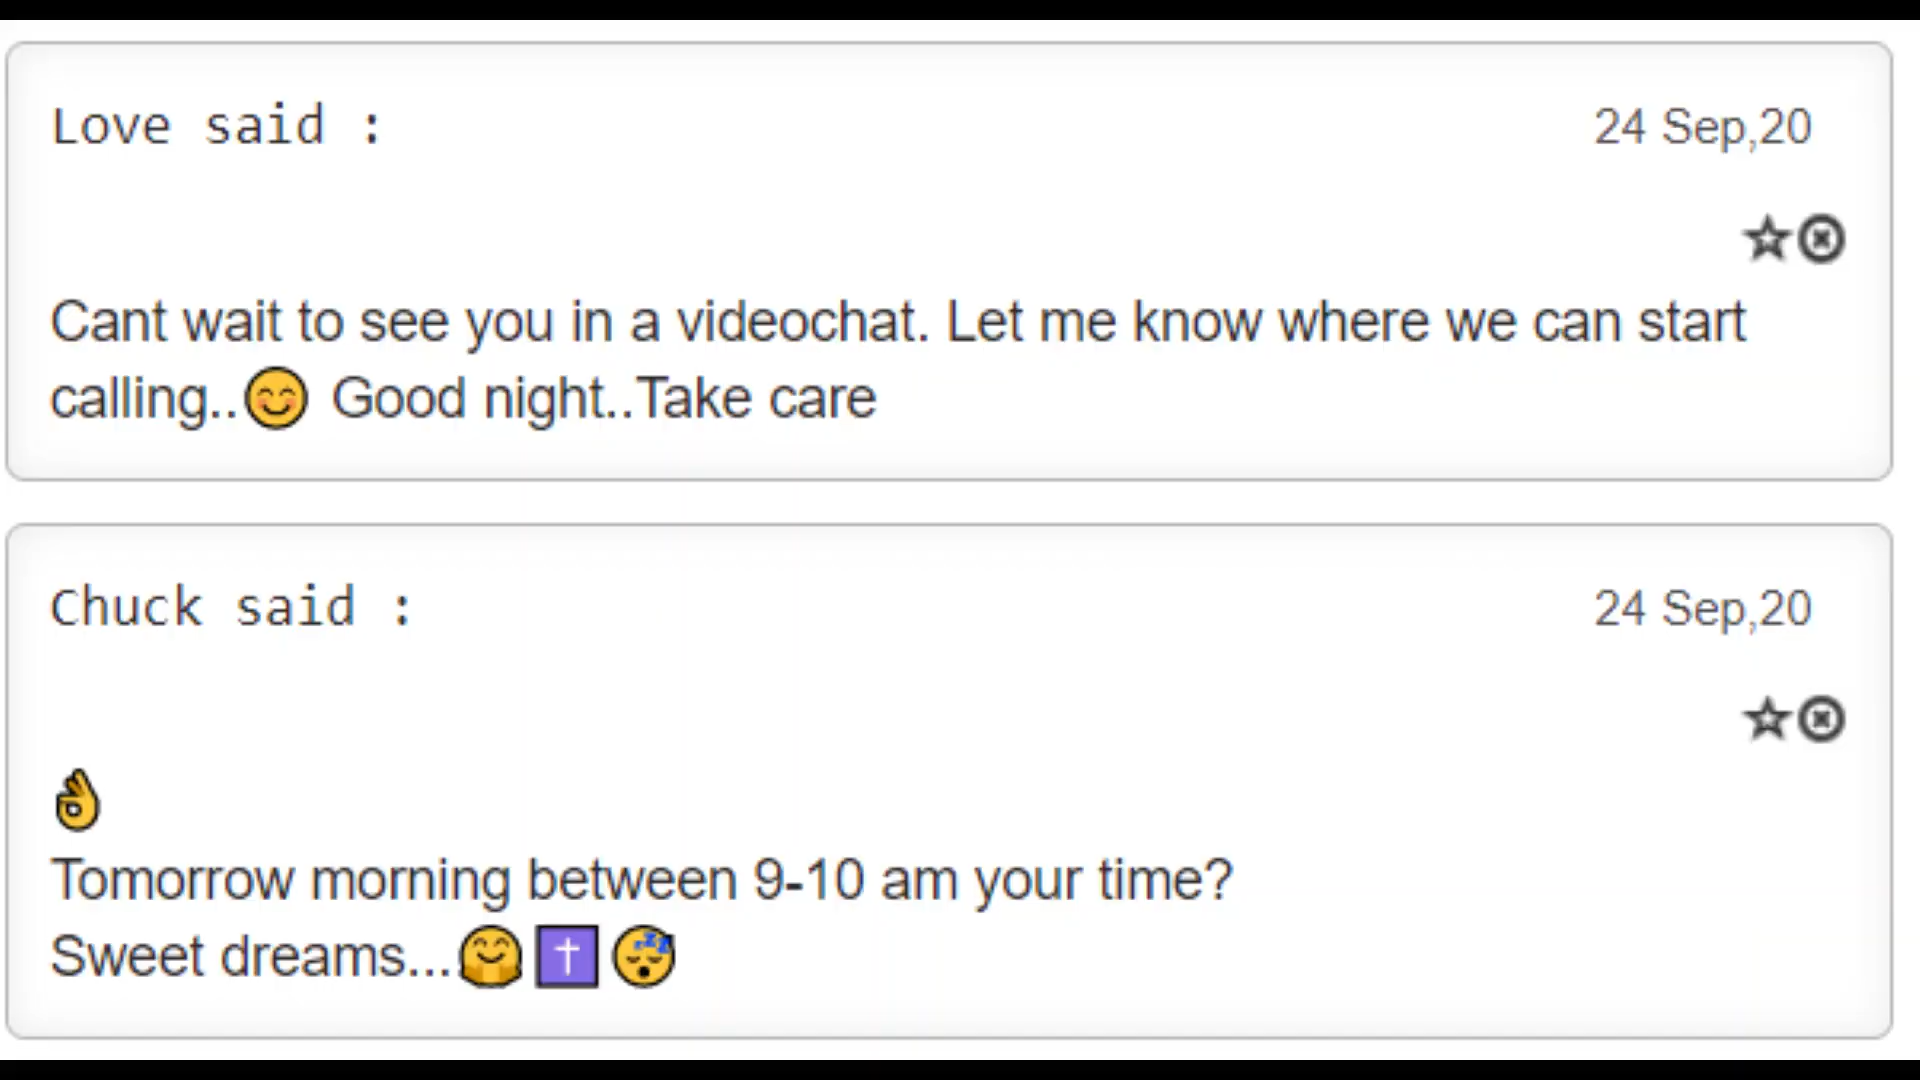 Love said :
24 Sep,20
Cant wait to see you in a videochat. Let me know where we can start
calling..😊 Good night..Take care
Chuck said :
24 Sep,20
👌
Tomorrow morning between 9-10 am your time?
Sweet dreams...🤗✝️😴